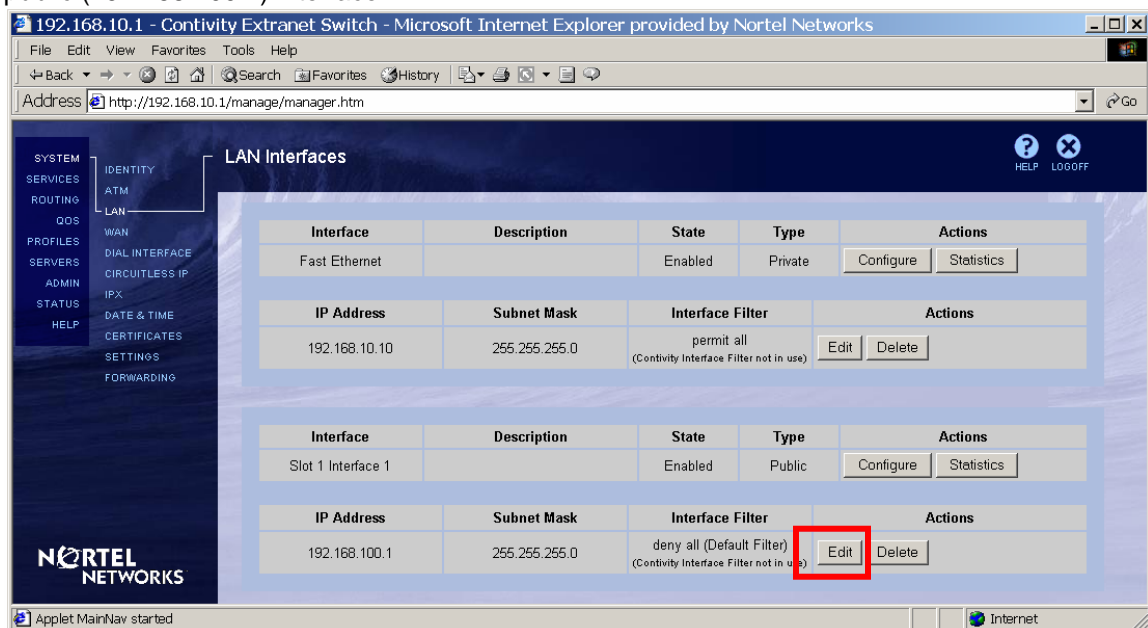 192.168.10.1 - Contivity Extranet Switch - Microsoft Internet Explorer provided by Nortel Networks
File Edit View Favorites Tools Help
Back Search Favorites History
Address http://192.168.10.1/manage/manager.htm Go
SYSTEM
SERVICES
ROUTING
QOS
PROFILES
SERVERS
ADMIN
STATUS
HELP
IDENTITY
ATM
LAN
WAN
DIAL INTERFACE
CIRCUITLESS IP
IPX
DATE & TIME
CERTIFICATES
SETTINGS
FORWARDING
LAN Interfaces
HELP LOGOFF
Interface Description State Type Actions
Fast Ethernet Enabled Private Configure Statistics
IP Address Subnet Mask Interface Filter Actions
192.168.10.10 255.255.255.0 permit all Edit Delete
(Contivity Interface Filter not in use)
Interface Description State Type Actions
Slot 1 Interface 1 Enabled Public Configure Statistics
IP Address Subnet Mask Interface Filter Actions
192.168.100.1 255.255.255.0 deny all (Default Filter) Edit Delete
(Contivity Interface Filter not in use)
NORTEL
NETWORKS
Applet MainNav started Internet